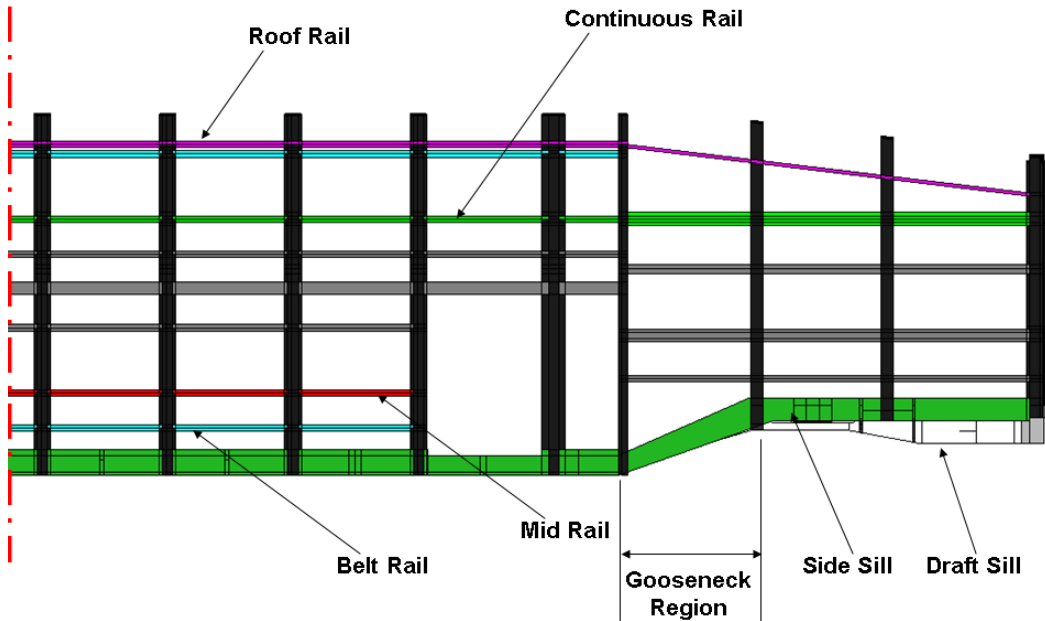 Continuous Rail
Roof Rail
Mid Rail
Belt Rail
Side Sill
Draft Sill
Gooseneck
Region